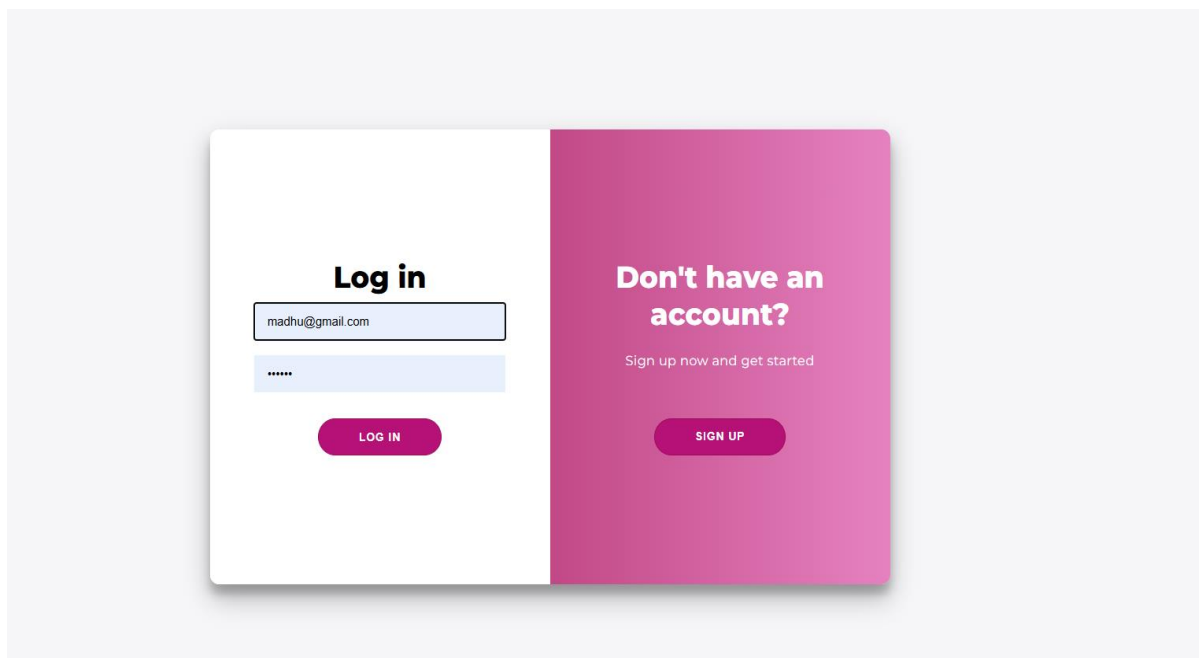 Log in
madhu@gmail.com
••••••
LOG IN
Don't have an
account?
Sign up now and get started
SIGN UP